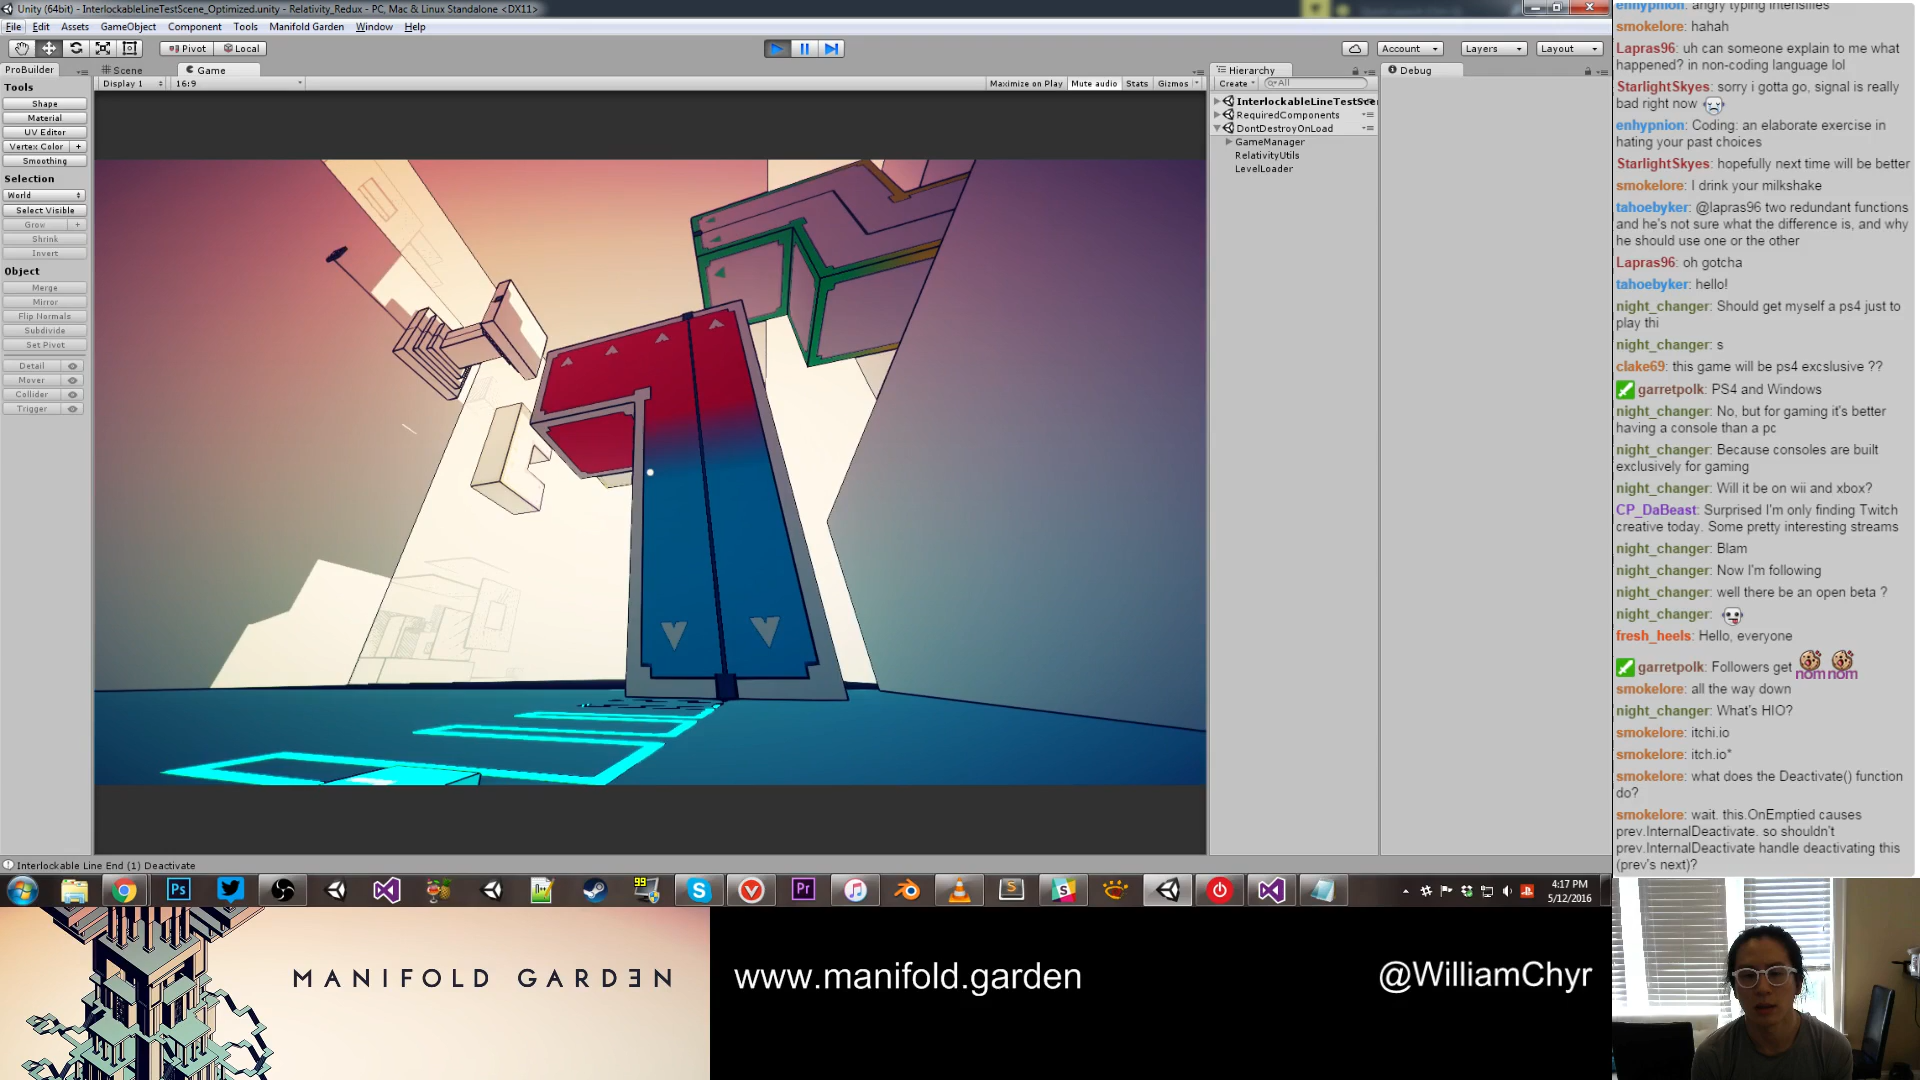 Unity (64bit) - InterlockableLineTestScene_Optimized.unity - Relativity_Redux - PC, Mac & Linux Standalone <DX11>
File Edit Assets GameObject Component Tools Manifold Garden Window Help
Pivot Local Account Layers Layout
ProBuilder
Scene Game
Display 1 16:9 Maximize on Play Mute audio Stats Gizmos
Tools
Shape
Material
UV Editor
Vertex Color +
Smoothing
Selection
World
Select Visible
Grow +
Shrink
Invert
Object
Merge
Mirror
Flip Normals
Subdivide
Set Pivot
Detail
Mover
Collider
Trigger
Hierarchy
Create All
InterlockableLineTestScen
RequiredComponents
DontDestroyOnLoad
GameManager
RelativityUtils
LevelLoader
Debug
Interlockable Line End (1) Deactivate
enhypnion: angry typing intensifies
smokelore: hahah
Lapras96: uh can someone explain to me what
happened? in non-coding language lol
StarlightSkyes: sorry i gotta go, signal is really
bad right now
enhypnion: Coding: an elaborate exercise in
hating your past choices
StarlightSkyes: hopefully next time will be better
smokelore: I drink your milkshake
tahoebyker: @lapras96 two redundant functions
and he's not sure what the difference is, and why
he should use one or the other
Lapras96: oh gotcha
tahoebyker: hello!
night_changer: Should get myself a ps4 just to
play thi
night_changer: s
clake69: this game will be ps4 excslusive ??
garretpolk: PS4 and Windows
night_changer: No, but for gaming it's better
having a console than a pc
night_changer: Because consoles are built
exclusively for gaming
night_changer: Will it be on wii and xbox?
CP_DaBeast: Surprised I'm only finding Twitch
creative today. Some pretty interesting streams
night_changer: Blam
night_changer: Now I'm following
night_changer: well there be an open beta ?
night_changer:
fresh_heels: Hello, everyone
garretpolk: Followers get nom nom
smokelore: all the way down
night_changer: What's HIO?
smokelore: itchi.io
smokelore: itch.io*
smokelore: what does the Deactivate() function
do?
smokelore: wait. this.OnEmptied causes
prev.InternalDeactivate. so shouldn't
prev.InternalDeactivate handle deactivating this
(prev's next)?
Ps 99 S V Pr S
4:17 PM
5/12/2016
MANIFOLD GARDƎN
www.manifold.garden
@WilliamChyr